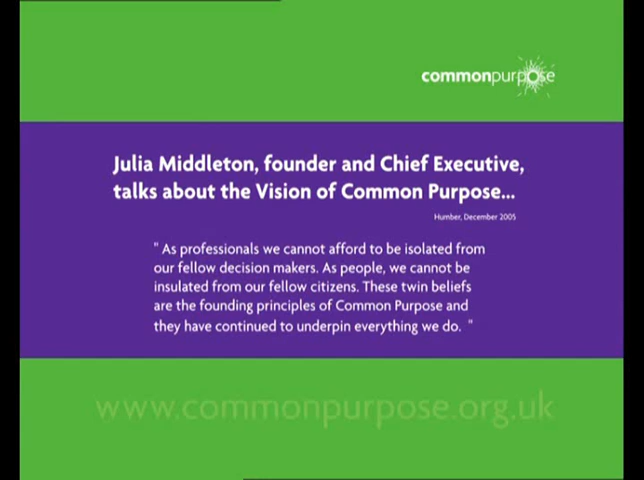 commonpurpose
Julia Middleton, founder and Chief Executive,
talks about the Vision of Common Purpose...
Humber, December 2005
" As professionals we cannot afford to be isolated from
our fellow decision makers. As people, we cannot be
insulated from our fellow citizens. These twin beliefs
are the founding principles of Common Purpose and
they have continued to underpin everything we do. "
www.commonpurpose.org.uk